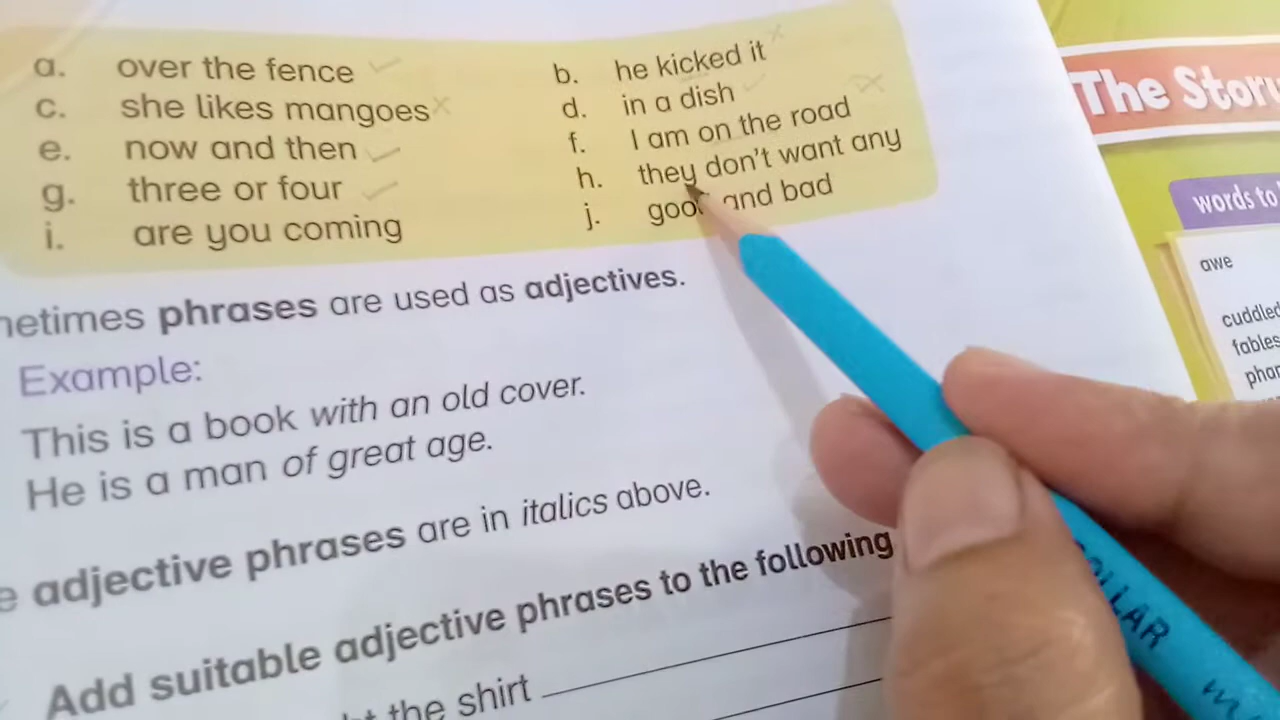 a. over the fence
b. he kicked it
c. she likes mangoes
d. in a dish
e. now and then
f. I am on the road
g. three or four
h. they don't want any
i. are you coming
j. good and bad
phrases are used as adjectives.
Example:
This is a book with an old cover.
He is a man of great age.
adjective phrases are in italics above.
Add suitable adjective phrases to the following
the shirt
The Story
words to
awe
cuddled
fables
DOLLAR